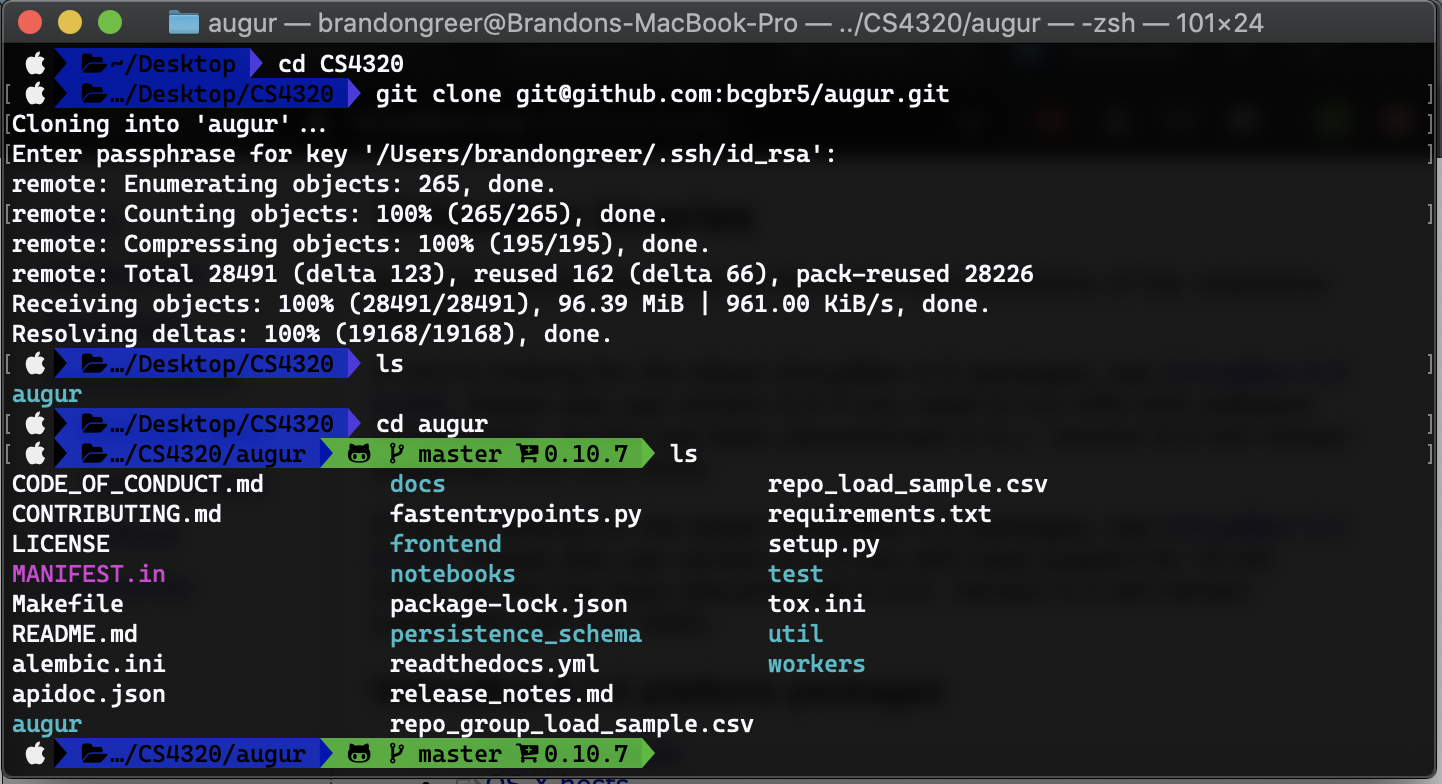 augur — brandongreer@Brandons-MacBook-Pro — ../CS4320/augur — -zsh — 101×24
~/Desktop cd CS4320
…/Desktop/CS4320 git clone git@github.com:bcgbr5/augur.git
Cloning into 'augur'...
Enter passphrase for key '/Users/brandongreer/.ssh/id_rsa':
remote: Enumerating objects: 265, done.
remote: Counting objects: 100% (265/265), done.
remote: Compressing objects: 100% (195/195), done.
remote: Total 28491 (delta 123), reused 162 (delta 66), pack-reused 28226
Receiving objects: 100% (28491/28491), 96.39 MiB | 961.00 KiB/s, done.
Resolving deltas: 100% (19168/19168), done.
…/Desktop/CS4320 ls
augur
…/Desktop/CS4320 cd augur
…/CS4320/augur master 0.10.7 ls
CODE_OF_CONDUCT.md docs repo_load_sample.csv
CONTRIBUTING.md fastentrypoints.py requirements.txt
LICENSE frontend setup.py
MANIFEST.in notebooks test
Makefile package-lock.json tox.ini
README.md persistence_schema util
alembic.ini readthedocs.yml workers
apidoc.json release_notes.md
augur repo_group_load_sample.csv
…/CS4320/augur master 0.10.7
OS X hosts